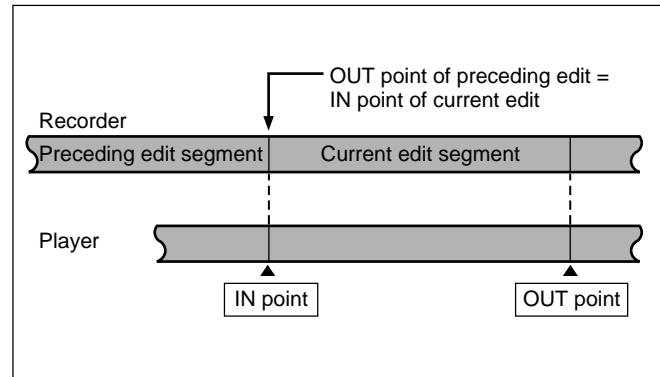 OUT point of preceding edit =
IN point of current edit
Recorder
Preceding edit segment
Current edit segment
Player
IN point
OUT point